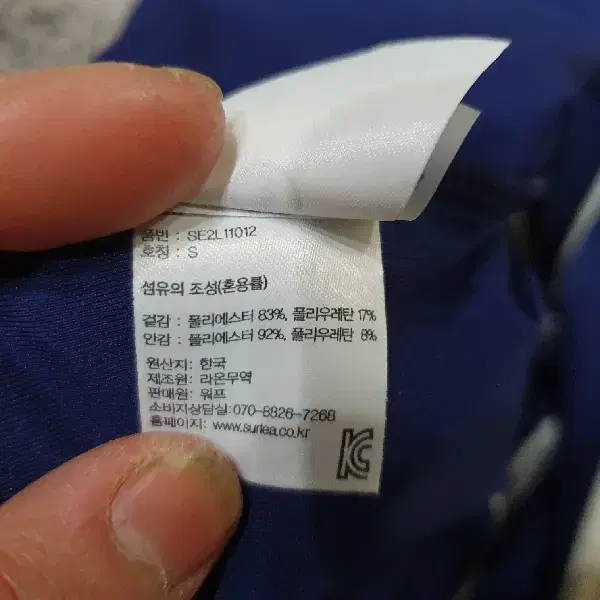 품번 : SE2L11012
호칭 : S
섬유의 조성(혼용률)
겉감 : 폴리에스터 83%, 폴리우레탄 17%
안감 : 폴리에스터 92%, 폴리우레탄 8%
원산지: 한국
제조원: 라온무역
판매원: 워프
소비지상담실:070-8826-7268
홈페이지: www.surlea.co.kr
KC